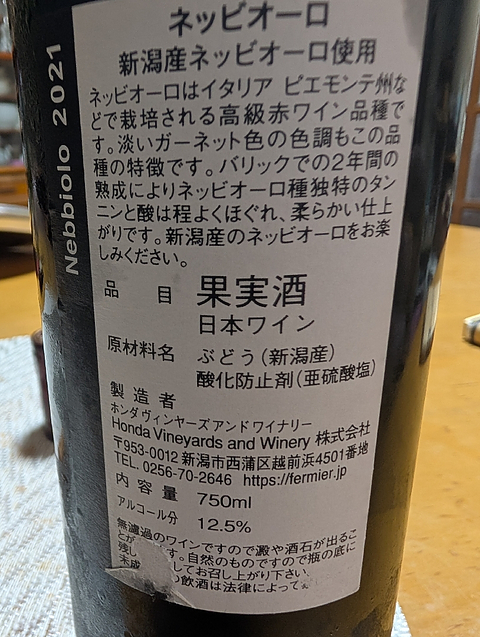 ネッビオーロ
新潟産ネッビオーロ使用
ネッビオーロはイタリア ピエモンテ州な
どで栽培される高級赤ワイン品種で
す。淡いガーネット色の色調もこの品
種の特徴です。バリックでの2年間の
熟成によりネッビオーロ種独特のタン
ニンと酸は程よくほぐれ、柔らかい仕上
がりです。新潟産のネッビオーロをお楽
しみください。
品目 果実酒
日本ワイン
原材料名 ぶどう(新潟産)
酸化防止剤(亜硫酸塩)
製造者
ホンダヴィンヤーズアンドワイナリー
Honda Vineyards and Winery 株式会社
〒953-0012 新潟市西蒲区越前浜4501番地
TEL. 0256-70-2646 https://fermier.jp
内容量 750ml
アルコール分 12.5%
無濾過のワインですので澱や酒石が出るこ
とが す。自然のものですので瓶の底に
残し してお召し上がり下さい。
未成 の飲酒は法律によって
Nebbiolo 2021